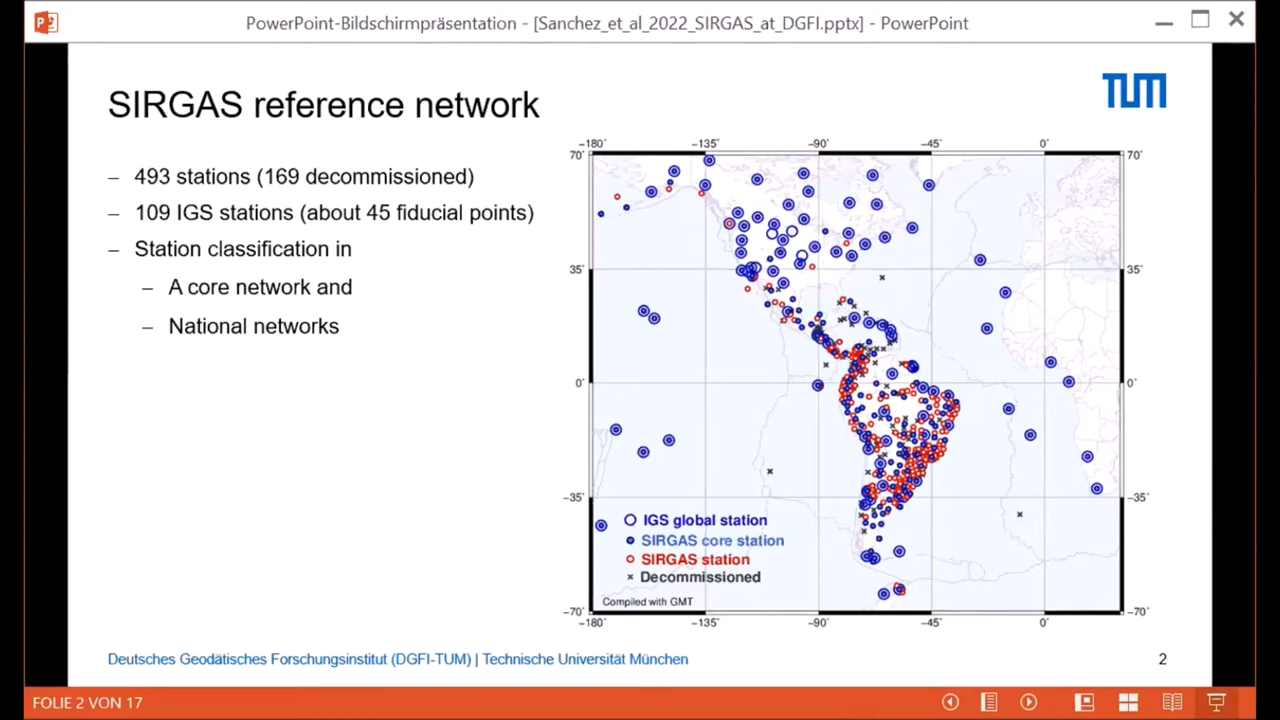 PowerPoint-Bildschirmpräsentation - [Sanchez_et_al_2022_SIRGAS_at_DGFI.pptx] - PowerPoint
TUM
SIRGAS reference network
– 493 stations (169 decommissioned)
– 109 IGS stations (about 45 fiducial points)
– Station classification in
– A core network and
– National networks
−180˚ −135˚ −90˚ −45˚ 0˚
70˚ 70˚
35˚ 35˚
0˚ 0˚
−35˚ −35˚
IGS global station
SIRGAS core station
SIRGAS station
Decommissioned
Compiled with GMT
−70˚ −70˚
−180˚ −135˚ −90˚ −45˚ 0˚
Deutsches Geodätisches Forschungsinstitut (DGFI-TUM) | Technische Universität München
2
FOLIE 2 VON 17